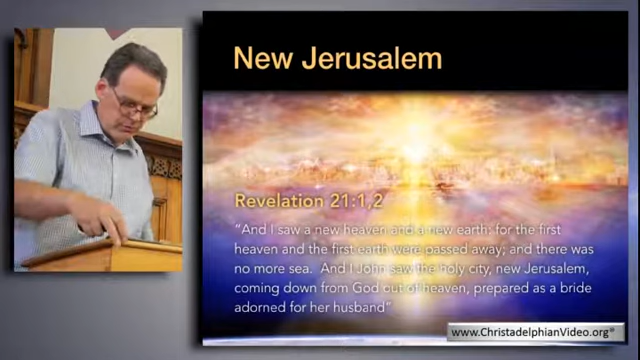 New Jerusalem
Revelation 21:1,2
"And I saw a new heaven and a new earth: for the first
heaven and the first earth were passed away; and there was
no more sea.  And I John saw the holy city, new Jerusalem,
coming down from God out of heaven, prepared as a bride
adorned for her husband"
www.ChristadelphianVideo.org®